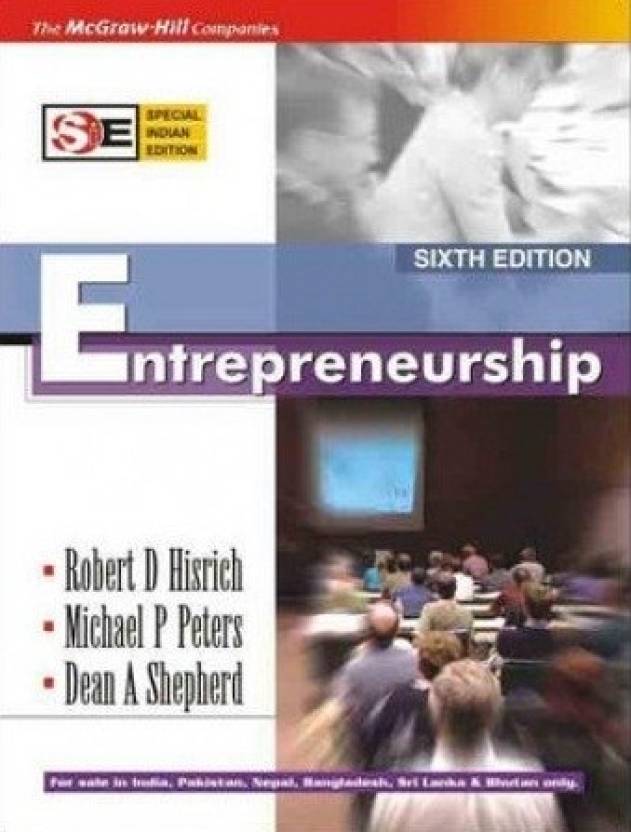 The McGraw-Hill Companies
SIE
SPECIAL
INDIAN
EDITION
SIXTH EDITION
Entrepreneurship
▪ Robert D Hisrich
▪ Michael P Peters
▪ Dean A Shepherd
For sale in India, Pakistan, Nepal, Bangladesh, Sri Lanka & Bhutan only.